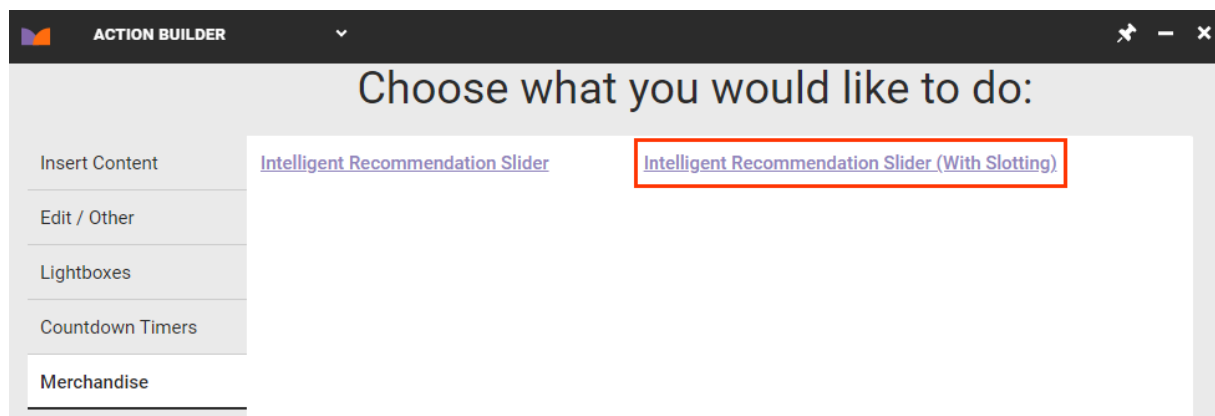 ACTION BUILDER
Choose what you would like to do:
Insert Content
Intelligent Recommendation Slider
Intelligent Recommendation Slider (With Slotting)
Edit / Other
Lightboxes
Countdown Timers
Merchandise